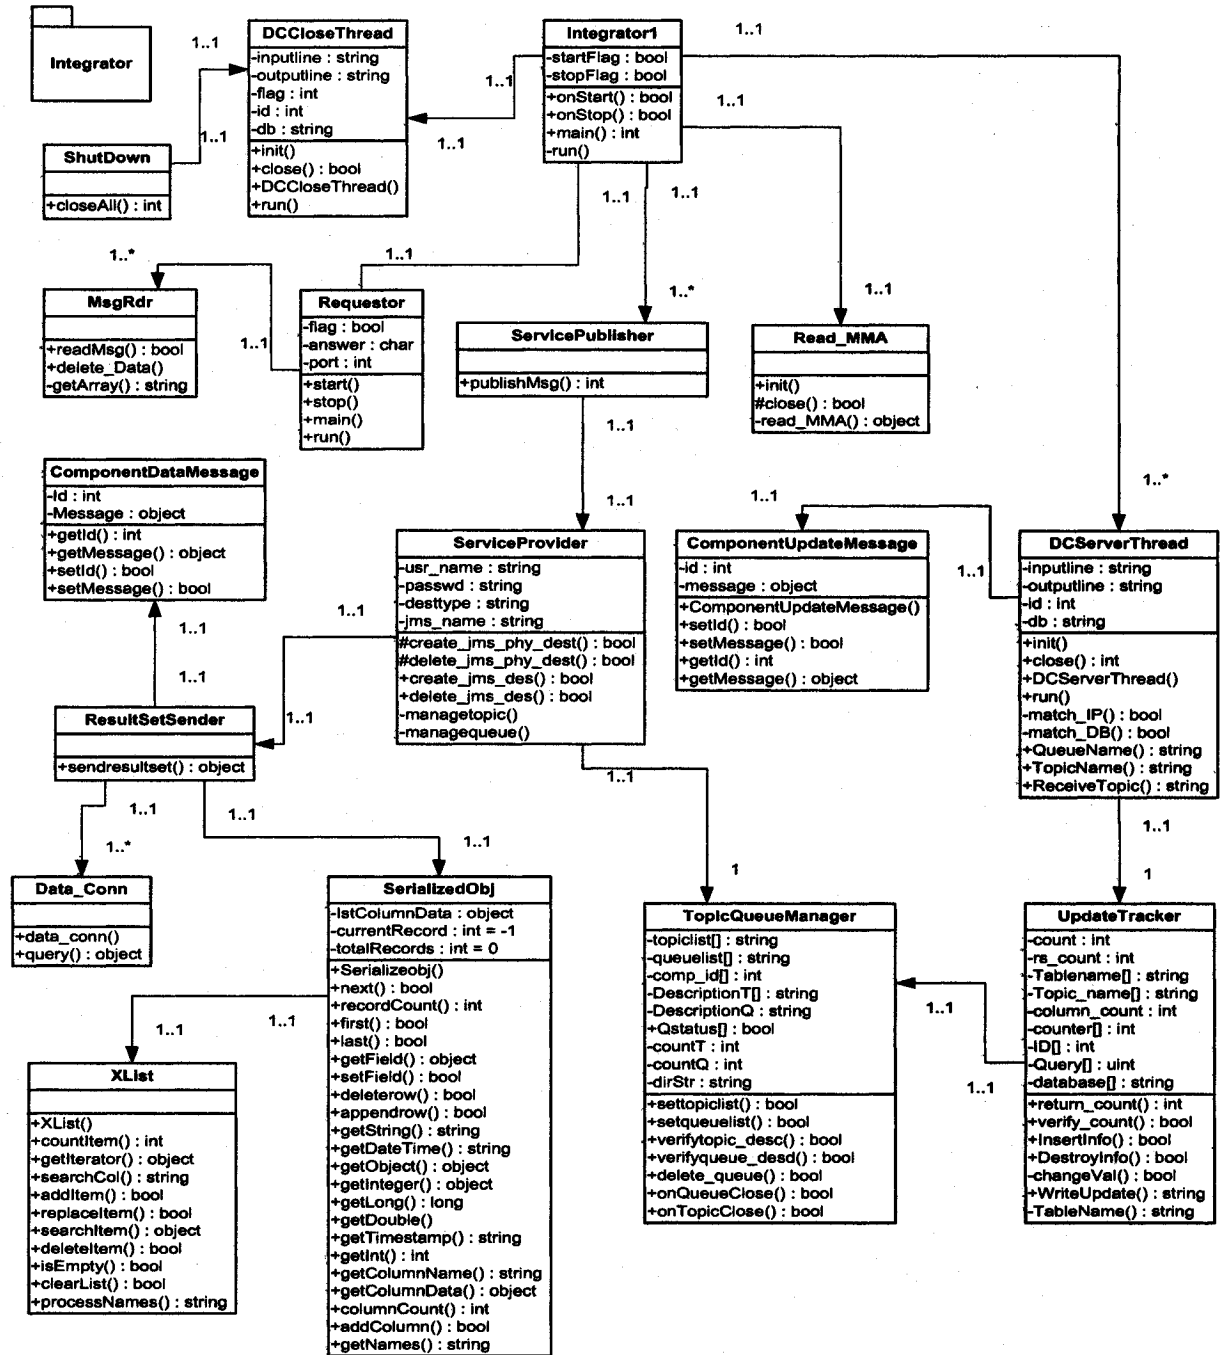 Integrator
DCCloseThread
-inputline : string
-outputline : string
-flag : int
-id : int
-db : string
+init()
+close() : bool
+DCCloseThread()
+run()
Integrator1
-startFlag : bool
-stopFlag : bool
+onStart() : bool
+onStop() : bool
+main() : int
-run()
1..1
1..1
1..1
1..1
1..1
1..1
ShutDown
+closeAll() : int
1..1
1..1
1..1
1..*
1..1
1..1
1..*
MsgRdr
+readMsg() : bool
+delete_Data()
-getArray() : string
Requestor
-flag : bool
-answer : char
-port : int
+start()
+stop()
+main()
+run()
ServicePublisher
+publishMsg() : int
Read_MMA
+init()
#close() : bool
-read_MMA() : object
1..1
1..1
1..1
1..1
1..*
ComponentDataMessage
-Id : int
-Message : object
+getId() : int
+getMessage() : object
+setId() : bool
+setMessage() : bool
ServiceProvider
-usr_name : string
-passwd : string
-desttype : string
-jms_name : string
#create_jms_phy_dest() : bool
#delete_jms_phy_dest() : bool
+create_jms_des() : bool
+delete_jms_des() : bool
-managetopic()
-managequeue()
ComponentUpdateMessage
-id : int
-message : object
+ComponentUpdateMessage()
+setId() : bool
+setMessage() : bool
+getId() : int
+getMessage() : object
1..1
DCServerThread
-inputline : string
-outputline : string
-id : int
-db : string
+init()
+close() : int
+DCServerThread()
+run()
-match_IP() : bool
-match_DB() : bool
+QueueName() : string
+TopicName() : string
+ReceiveTopic() : string
1..1
1..1
1..1
1..1
ResultSetSender
+sendresultset() : object
1..1
1..1
1..1
1..1
1..*
1..1
1
1
Data_Conn
+data_conn()
+query() : object
SerializedObj
-lstColumnData : object
-currentRecord : int = -1
-totalRecords : int = 0
+Serializeobj()
+next() : bool
+recordCount() : int
+first() : bool
+last() : bool
+getField() : object
+setField() : bool
+deleterow() : bool
+appendrow() : bool
+getString() : string
+getDateTime() : string
+getObject() : object
+getInteger() : object
+getLong() : long
+getDouble()
+getTimestamp() : string
+getInt() : int
+getColumnName() : string
+getColumnData() : object
+columnCount() : int
+addColumn() : bool
+getNames() : string
TopicQueueManager
-topiclist[] : string
-queuelist[] : string
-comp_id[] : int
-DescriptionT[] : string
-DescriptionQ : string
+Qstatus[] : bool
-countT : int
-countQ : int
-dirStr : string
+settopiclist() : bool
+setqueuelist() : bool
+verifytopic_desc() : bool
+verifyqueue_desd() : bool
+delete_queue() : bool
+onQueueClose() : bool
+onTopicClose() : bool
UpdateTracker
-count : int
-rs_count : int
-Tablename[] : string
-Topic_name[] : string
-column_count : int
-counter[] : int
-ID[] : int
-Query[] : uint
-database[] : string
+return_count() : int
+verify_count() : bool
+InsertInfo() : bool
+DestroyInfo() : bool
-changeVal() : bool
+WriteUpdate() : string
-TableName() : string
1..1
1..1
1..1
1..1
XList
+XList()
+countItem() : int
+getIterator() : object
+searchCol() : string
+addItem() : bool
+replaceItem() : bool
+searchItem() : object
+deleteItem() : bool
+isEmpty() : bool
+clearList() : bool
+processNames() : string